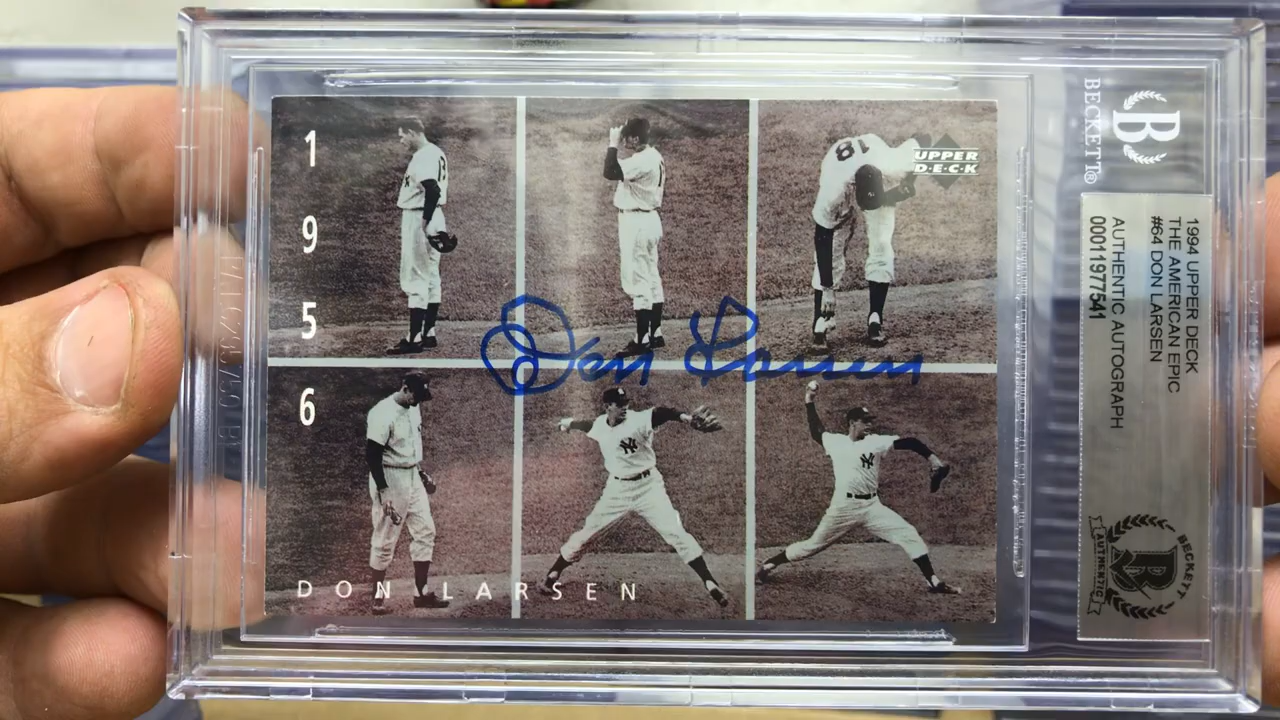 1
9
5
6
UPPER
D·E·C·K
Don Larsen
DON LARSEN
BECKETT®
B
1994 UPPER DECK
THE AMERICAN EPIC
#64 DON LARSEN
AUTHENTIC AUTOGRAPH
00011977541
BECKETT
AUTHENTIC
18